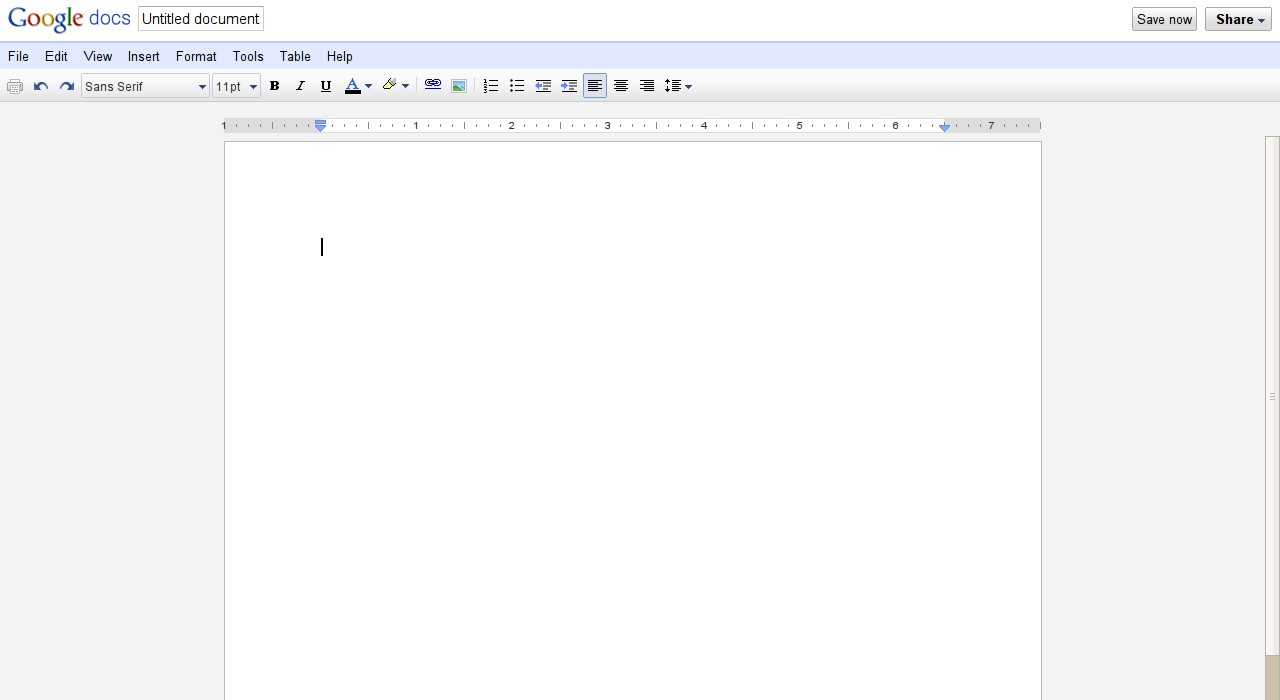 Google docs Untitled document Save now Share
File Edit View Insert Format Tools Table Help
Sans Serif 11pt B I U A
1 1 2 3 4 5 6 7